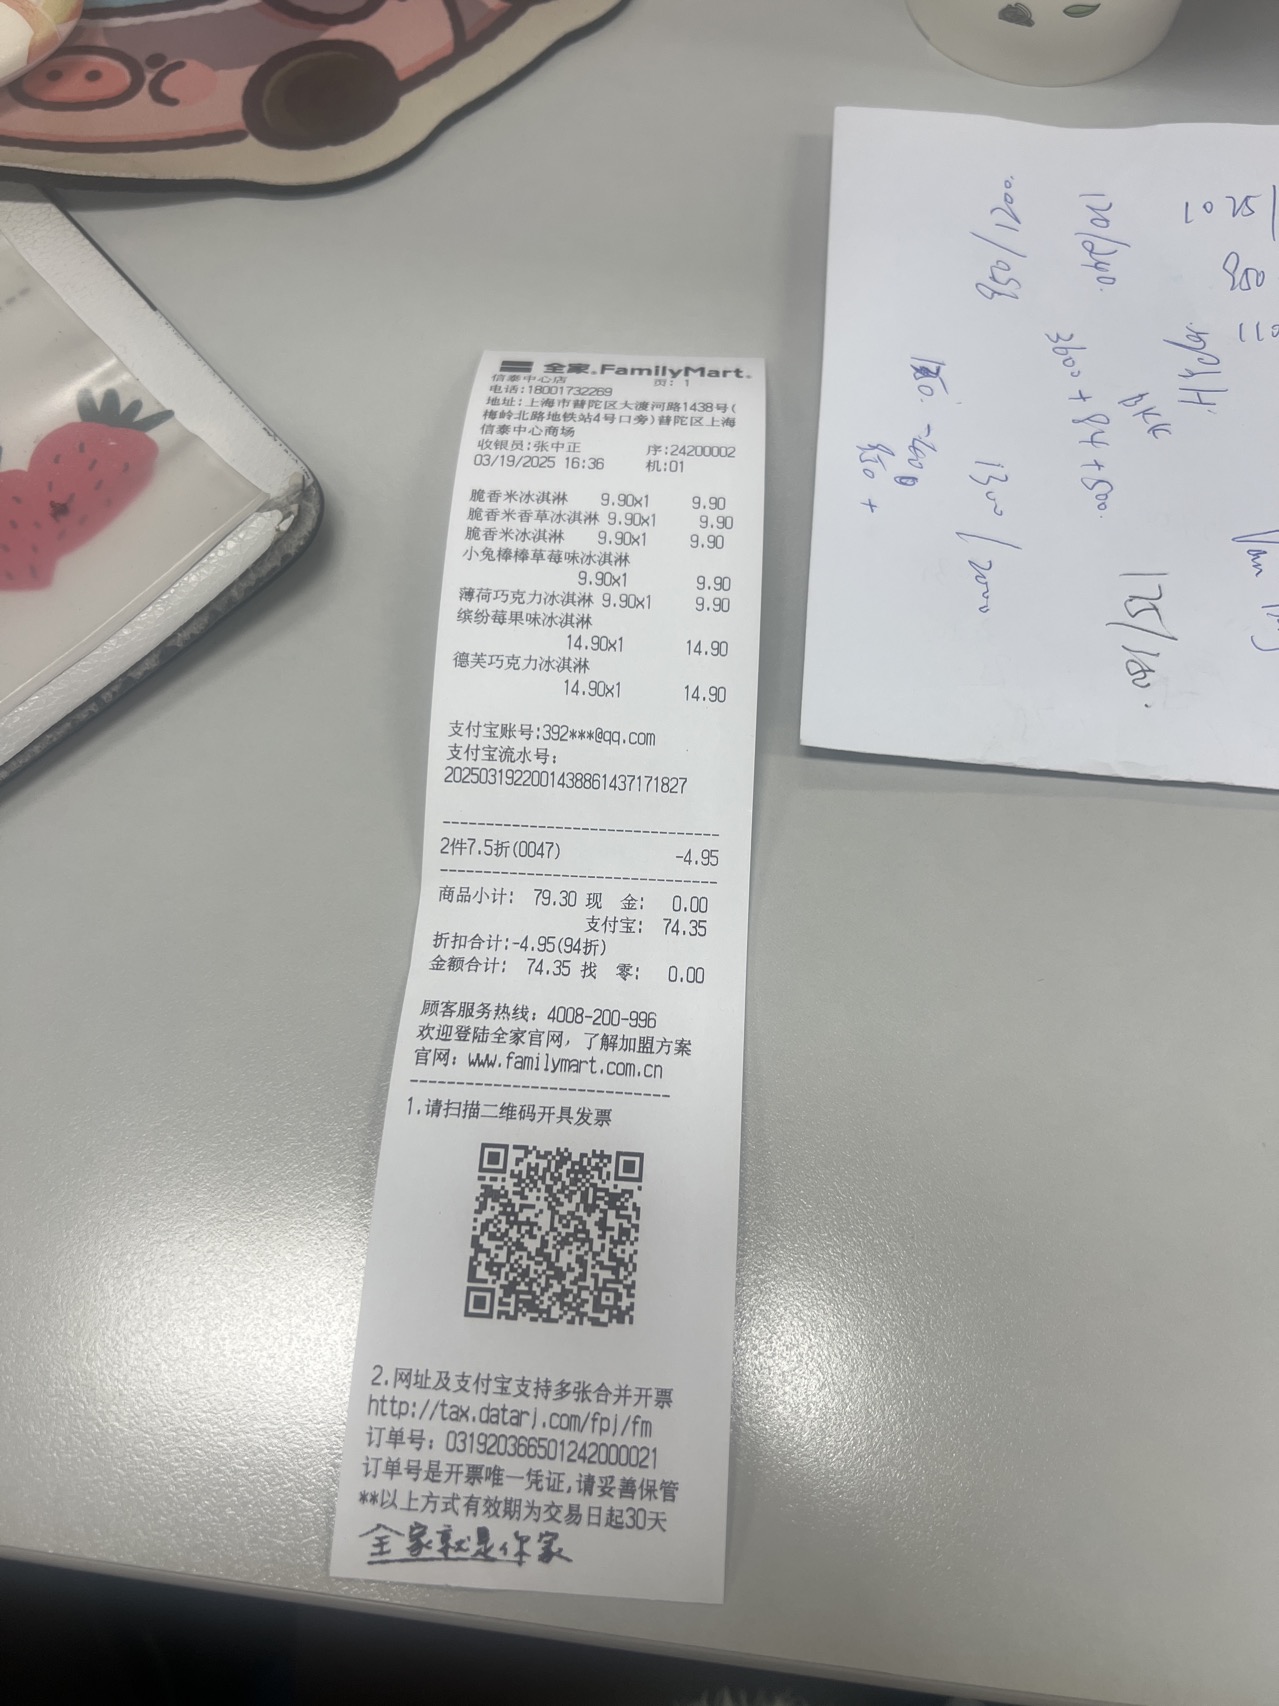 全家 FamilyMart
信泰中心店 页: 1
电话:18001732269
地址:上海市普陀区大渡河路1438号(
梅岭北路地铁站4号口旁)普陀区上海
信泰中心商场
收银员:张中正 序:24200002
03/19/2025 16:36 机:01
脆香米冰淇淋 9.90x1 9.90
脆香米香草冰淇淋 9.90x1 9.90
脆香米冰淇淋 9.90x1 9.90
小兔棒棒草莓味冰淇淋
9.90x1 9.90
薄荷巧克力冰淇淋 9.90x1 9.90
缤纷莓果味冰淇淋
14.90x1 14.90
德芙巧克力冰淇淋
14.90x1 14.90
支付宝账号:392***@qq.com
支付宝流水号:
2025031922001438861437171827
2件7.5折(0047) -4.95
商品小计: 79.30 现 金: 0.00
支付宝: 74.35
折扣合计:-4.95(94折)
金额合计: 74.35 找 零: 0.00
顾客服务热线: 4008-200-996
欢迎登陆全家官网, 了解加盟方案
官网: www.familymart.com.cn
1.请扫描二维码开具发票
2.网址及支付宝支持多张合并开票
http://tax.datarj.com/fpj/fm
订单号: 031920366501242000021
订单号是开票唯一凭证,请妥善保管
**以上方式有效期为交易日起30天
全家就是你家
120/240.
3600+84+500.
BKK
175/180.